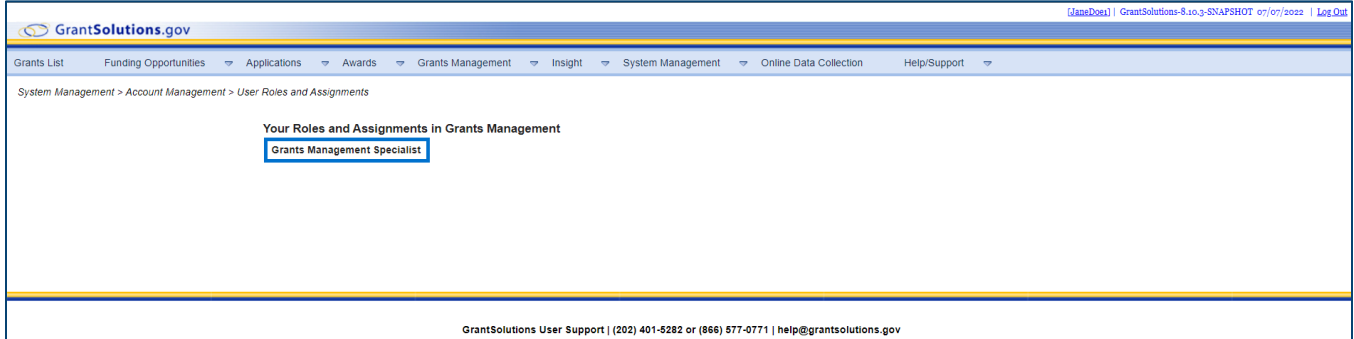 [JaneDoe1] | GrantSolutions-8.10.3-SNAPSHOT 07/07/2022 | Log Out
GrantSolutions.gov
Grants List Funding Opportunities Applications Awards Grants Management Insight System Management Online Data Collection Help/Support
System Management > Account Management > User Roles and Assignments
Your Roles and Assignments in Grants Management
Grants Management Specialist
GrantSolutions User Support | (202) 401-5282 or (866) 577-0771 | help@grantsolutions.gov